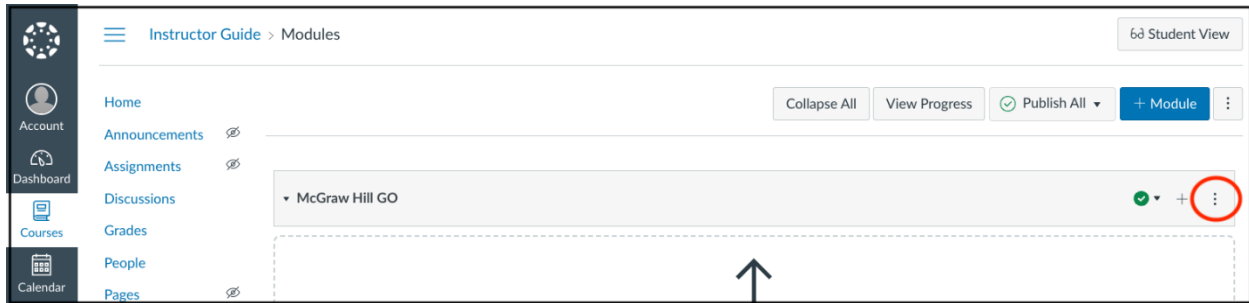 Instructor Guide > Modules
Student View
Account
Dashboard
Courses
Calendar
Home
Announcements
Assignments
Discussions
Grades
People
Pages
Collapse All
View Progress
Publish All
+ Module
McGraw Hill GO